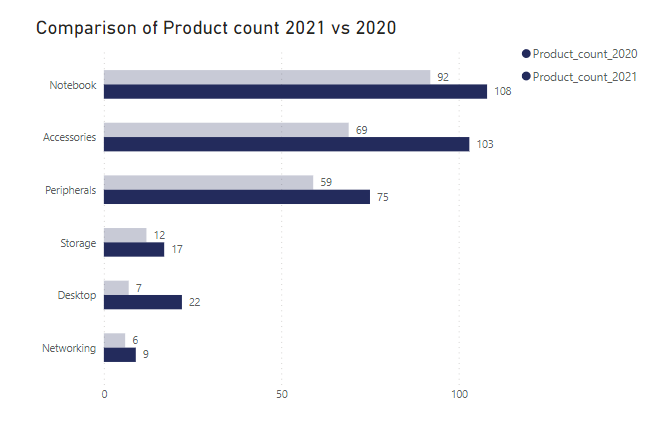 Comparison of Product count 2021 vs 2020
Product_count_2020
Product_count_2021
Notebook
92
108
Accessories
69
103
Peripherals
59
75
Storage
12
17
Desktop
7
22
Networking
6
9
0
50
100